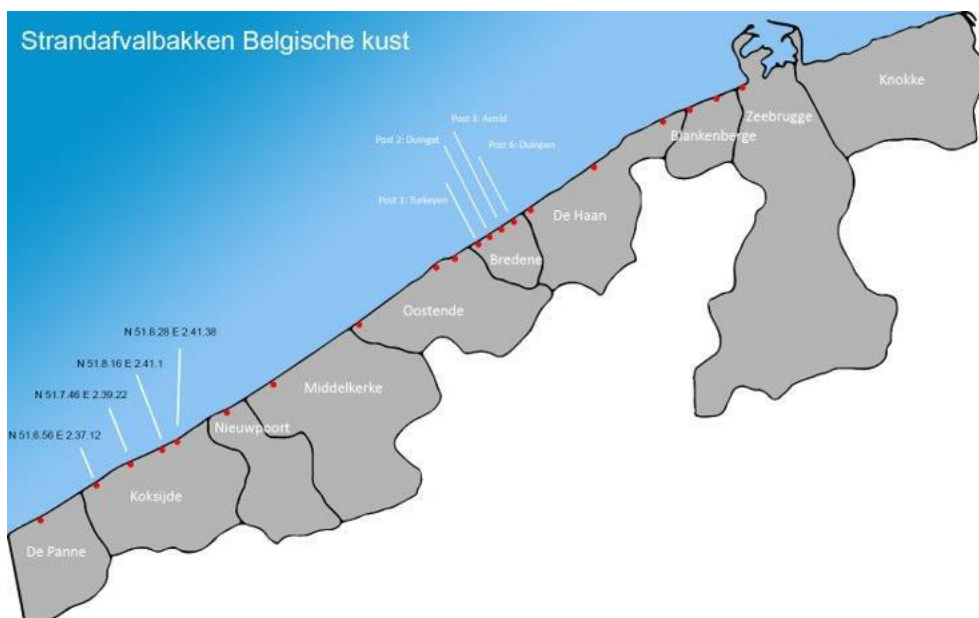 Strandafvalbakken Belgische kust
Knokke
Zeebrugge
Blankenberge
Post 3: Astrid
Post 2: Duingat
Post 6: Duinpan
Post 1: Turkeyen
De Haan
Bredene
Oostende
N 51.8.28 E 2.41.38
N 51.8.16 E 2.41.1
Middelkerke
N 51.7.46 E 2.39.22
Nieuwpoort
N 51.6.56 E 2.37.12
Koksijde
De Panne